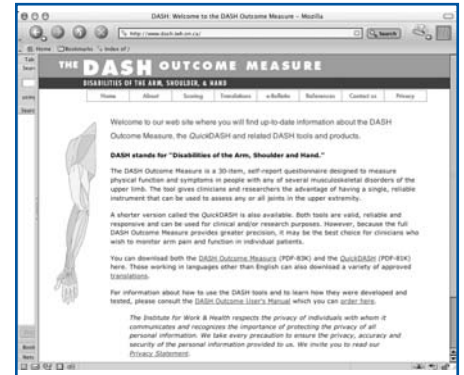 DASH: Welcome to the DASH Outcome Measure – Mozilla
Search
Home Bookmarks Index of /
THE DASH OUTCOME MEASURE
DISABILITIES OF THE ARM, SHOULDER, & HAND
Home About Scoring Translations e-Bulletin References Contact us Privacy
Welcome to our web site where you will find up-to-date information about the DASH
Outcome Measure, the QuickDASH and related DASH tools and products.
DASH stands for "Disabilities of the Arm, Shoulder and Hand."
The DASH Outcome Measure is a 30-item, self-report questionnaire designed to measure
physical function and symptoms in people with any of several musculoskeletal disorders of the
upper limb. The tool gives clinicians and researchers the advantage of having a single, reliable
instrument that can be used to assess any or all joints in the upper extremity.
A shorter version called the QuickDASH is also available. Both tools are valid, reliable and
responsive and can be used for clinical and/or research purposes. However, because the full
DASH Outcome Measure provides greater precision, it may be the best choice for clinicians who
wish to monitor arm pain and function in individual patients.
You can download both the DASH Outcome Measure (PDF-83K) and the QuickDASH (PDF-81K)
here. Those working in languages other than English can also download a variety of approved
translations.
For information about how to use the DASH tools and to learn how they were developed and
tested, please consult the DASH Outcome User's Manual which you can order here.
The Institute for Work & Health respects the privacy of individuals with whom it
communicates and recognizes the importance of protecting the privacy of all
personal information. We take every precaution to ensure the privacy, accuracy and
security of the personal information provided to us. We invite you to read our
Privacy Statement.